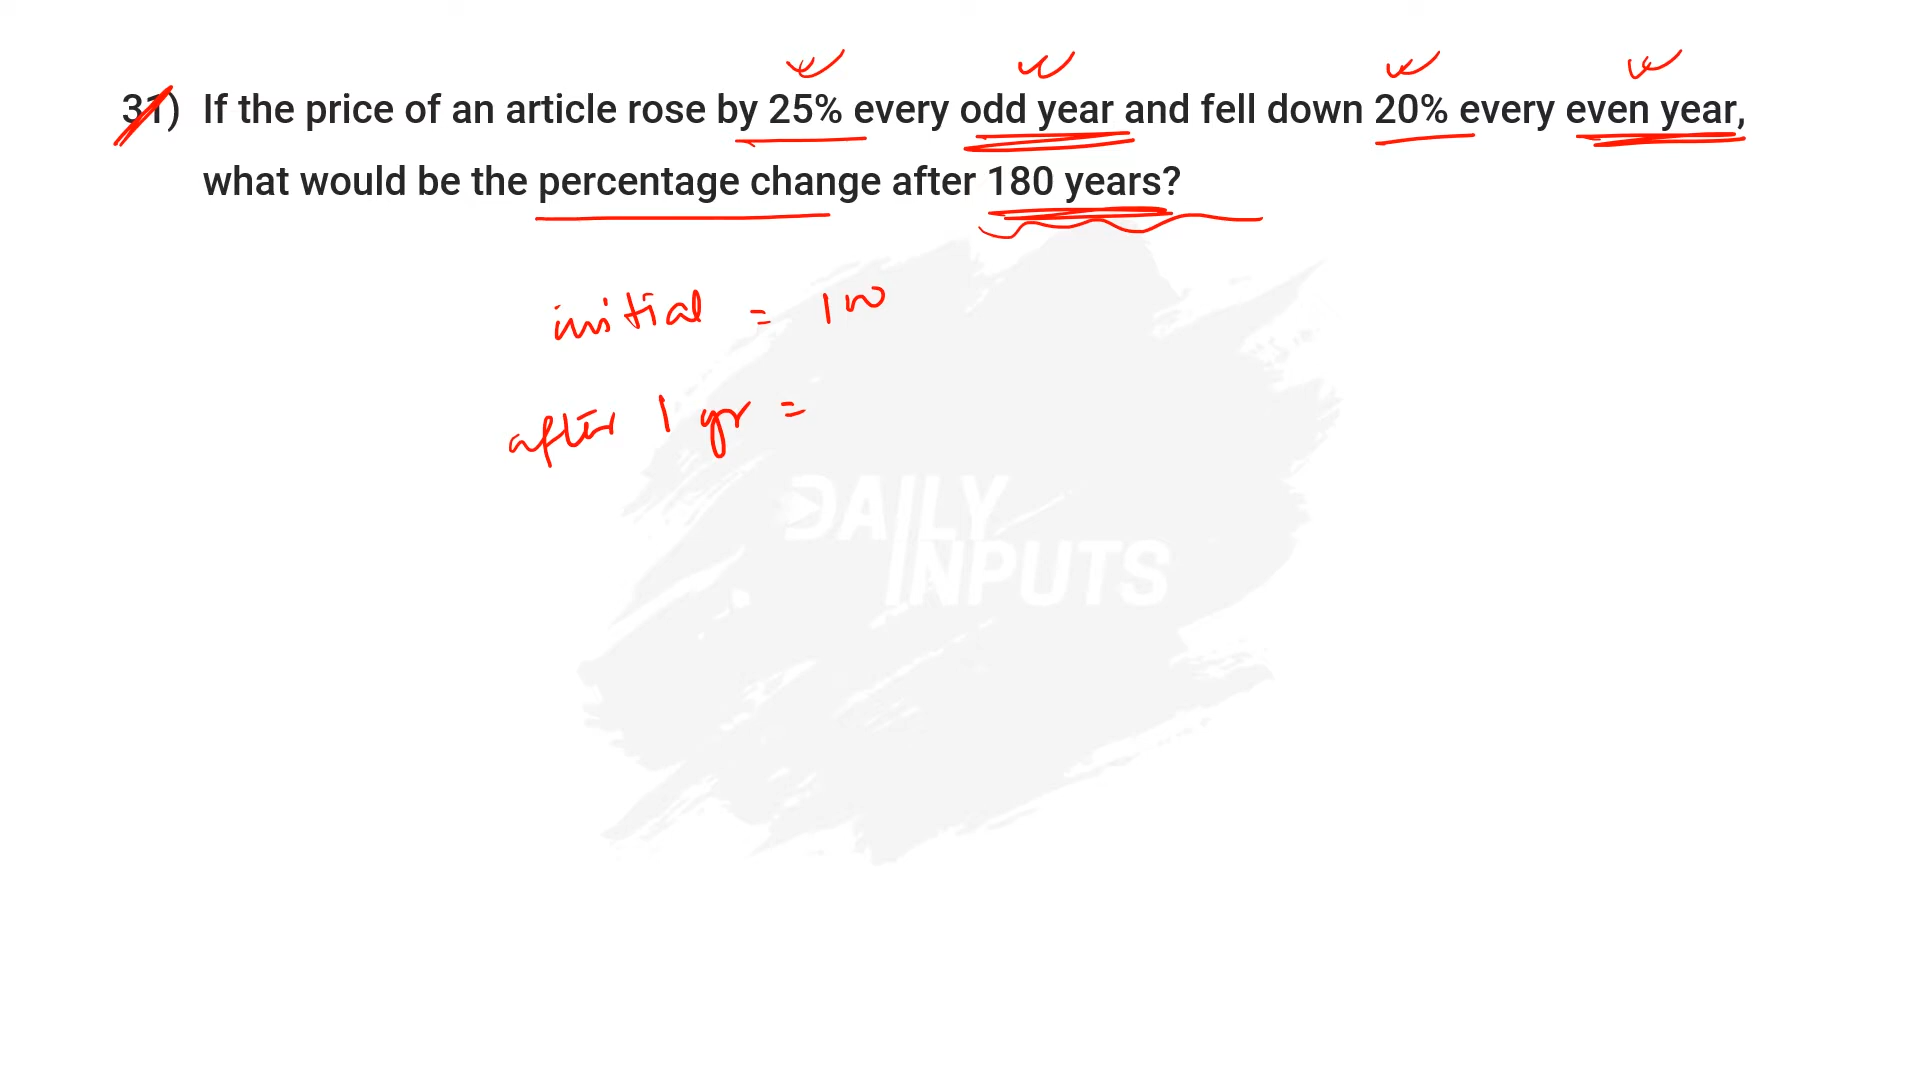 31) If the price of an article rose by 25% every odd year and fell down 20% every even year,
what would be the percentage change after 180 years?
initial = 100
after 1 yr =
DAILY
INPUTS